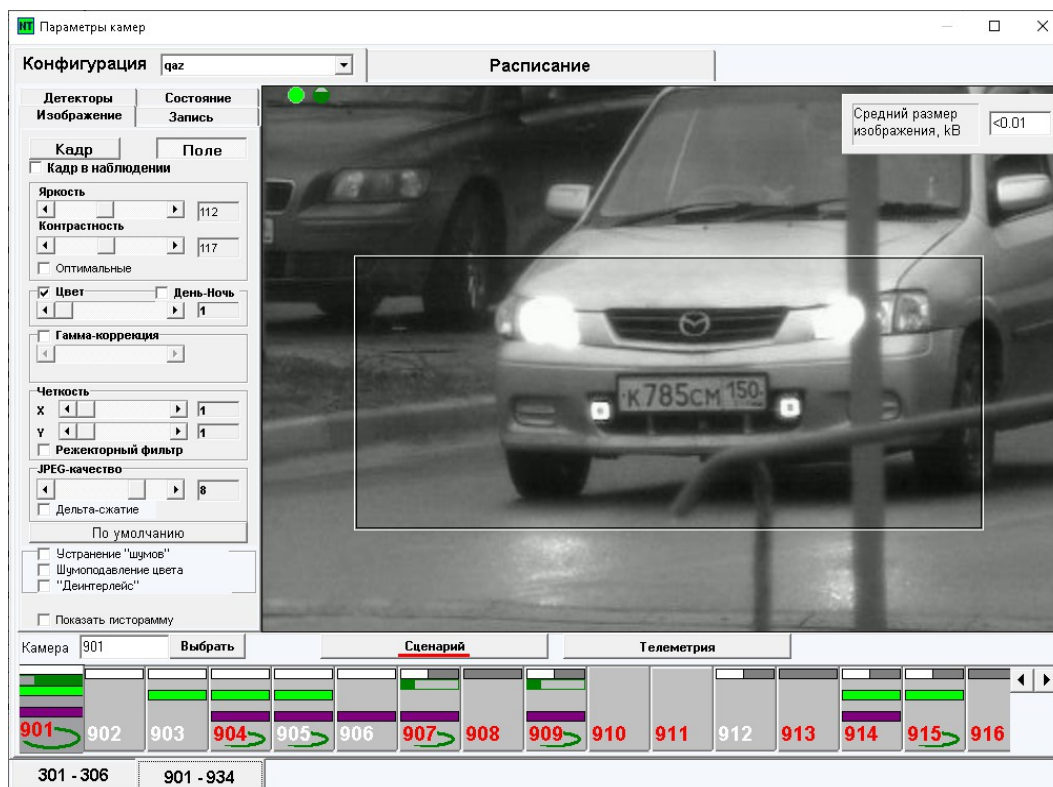 NT Параметры камер
Конфигурация qaz Расписание
Детекторы Состояние
Изображение Запись
Кадр Поле
Кадр в наблюдении
Яркость
112
Контрастность
117
Оптимальные
Цвет День-Ночь
1
Гамма-коррекция
Четкость
X 1
Y 1
Режекторный фильтр
JPEG-качество
8
Дельта-сжатие
По умолчанию
Устранение "шумов"
Шумоподавление цвета
"Деинтерлейс"
Показать гисторамму
Средний размер
изображения, kB <0.01
К785СМ 150
Камера 901 Выбрать Сценарий Телеметрия
901 902 903 904 905 906 907 908 909 910 911 912 913 914 915 916
301 - 306 901 - 934